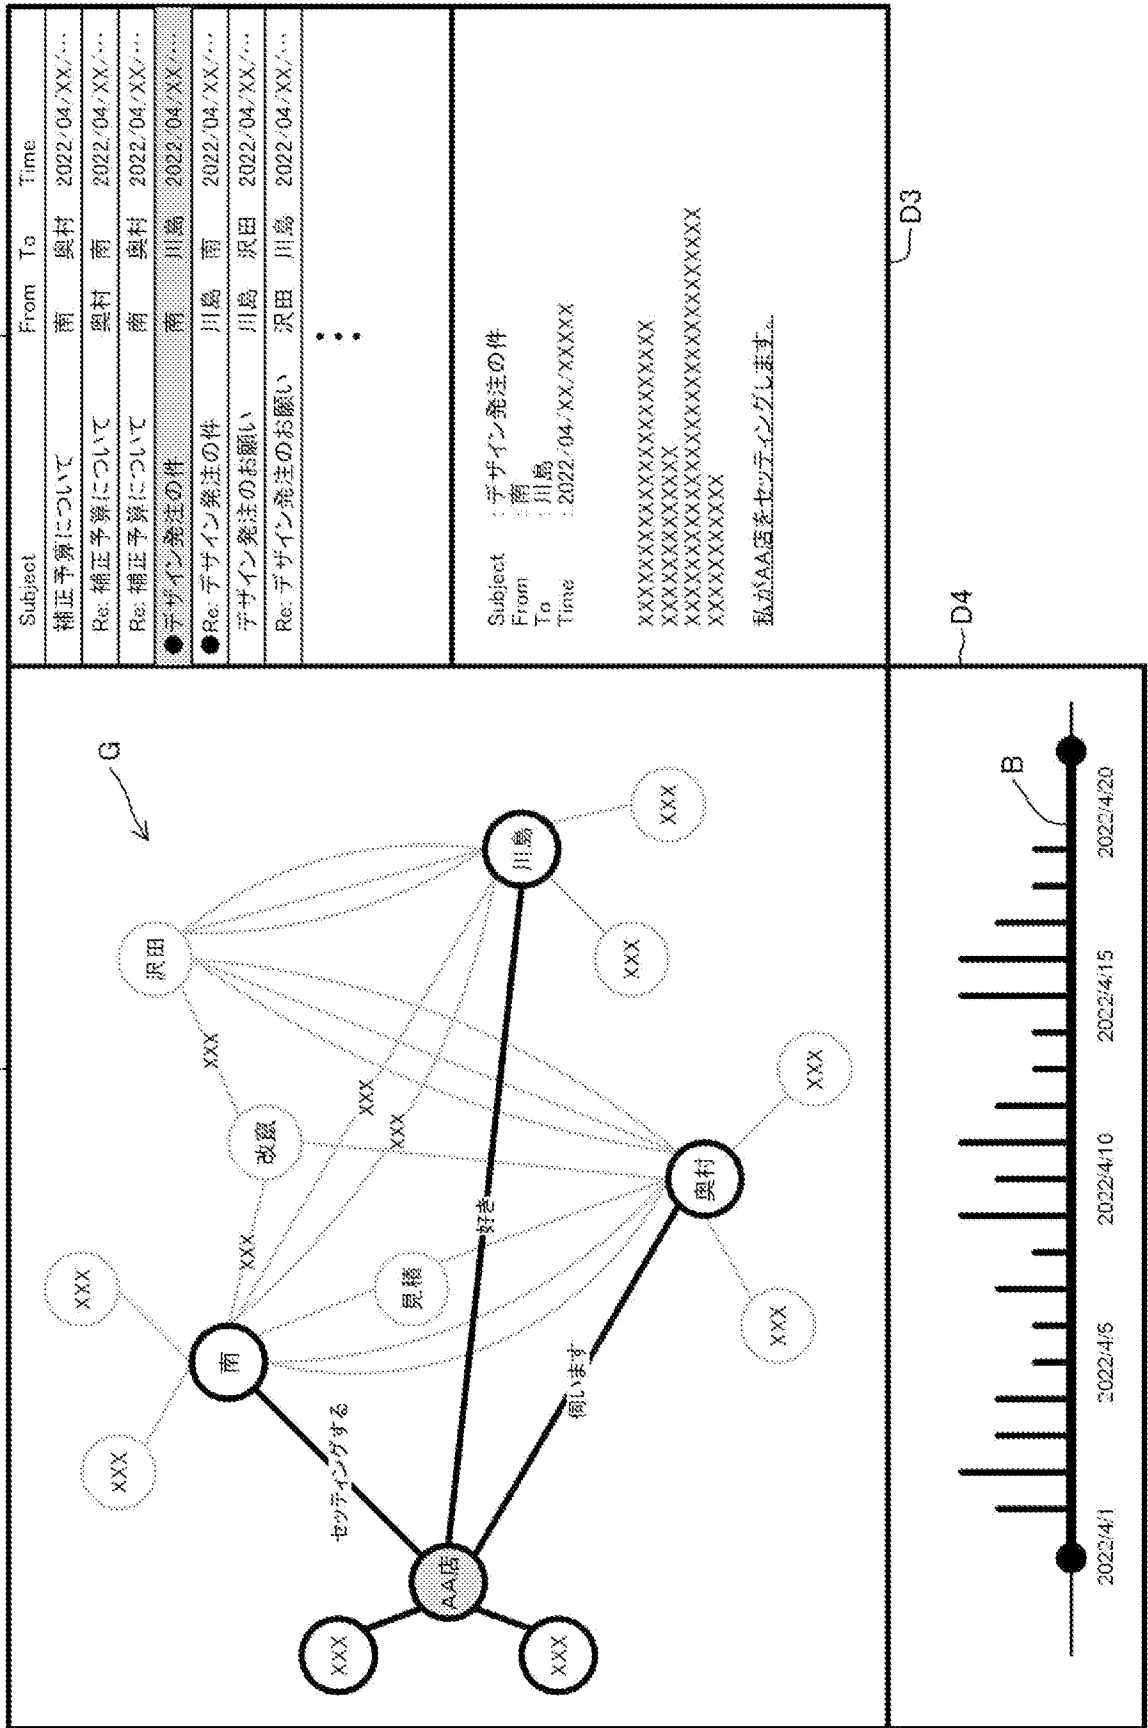 G
XXX
XXX
南
沢田
改竄
見積
川島
奥村
AA店
XXX
XXX
XXX
XXX
XXX
XXX
XXX
XXX
XXX
XXX
セッティングする
好き
伺います
Subject From To Time
補正予算について 南 奥村 2022/04/XX/…
Re: 補正予算について 奥村 南 2022/04/XX/…
Re: 補正予算について 南 奥村 2022/04/XX/…
●デザイン発注の件 南 川島 2022/04/XX/…
●Re: デザイン発注の件 川島 南 2022/04/XX/…
デザイン発注のお願い 川島 沢田 2022/04/XX/…
Re: デザイン発注のお願い 沢田 川島 2022/04/XX/…
Subject : デザイン発注の件
From : 南
To : 川島
Time : 2022/04/XX/XXXXX
私がAA店をセッティングします。
D3
D4
B
2022/4/1 2022/4/5 2022/4/10 2022/4/15 2022/4/20